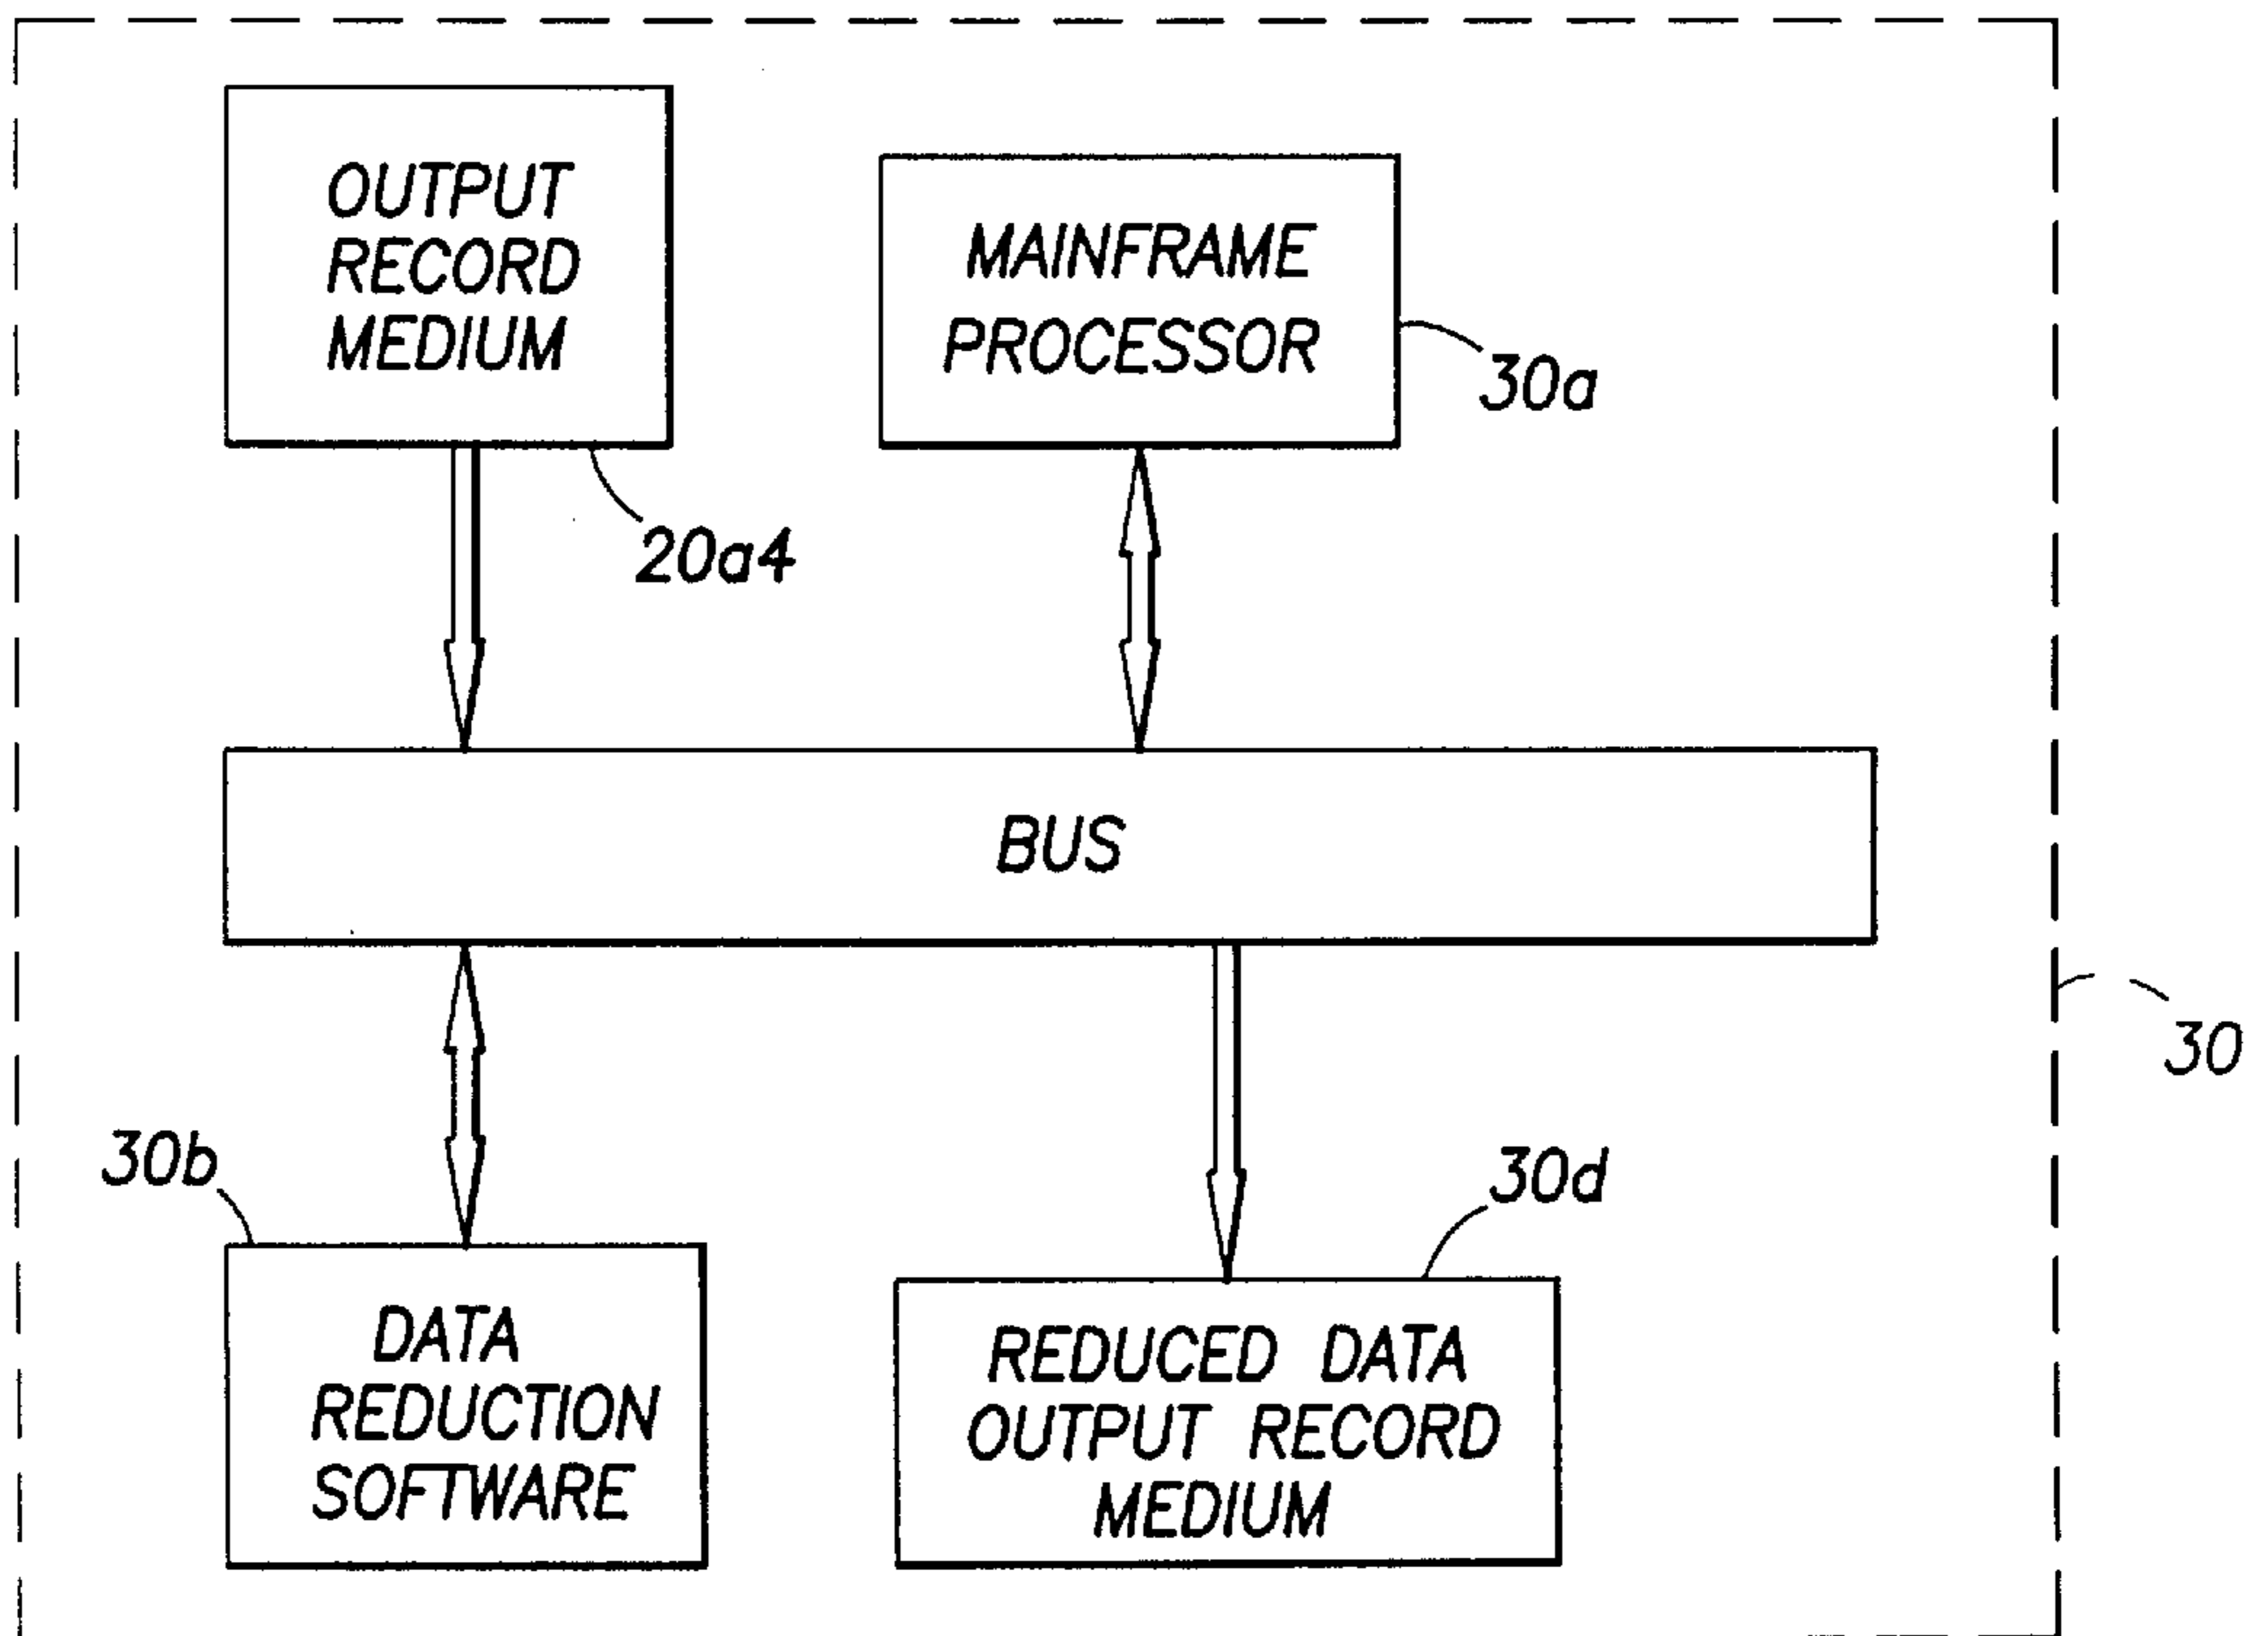 OUTPUT
RECORD
MEDIUM
20a4
MAINFRAME
PROCESSOR
30a
BUS
30
30b
DATA
REDUCTION
SOFTWARE
30d
REDUCED DATA
OUTPUT RECORD
MEDIUM